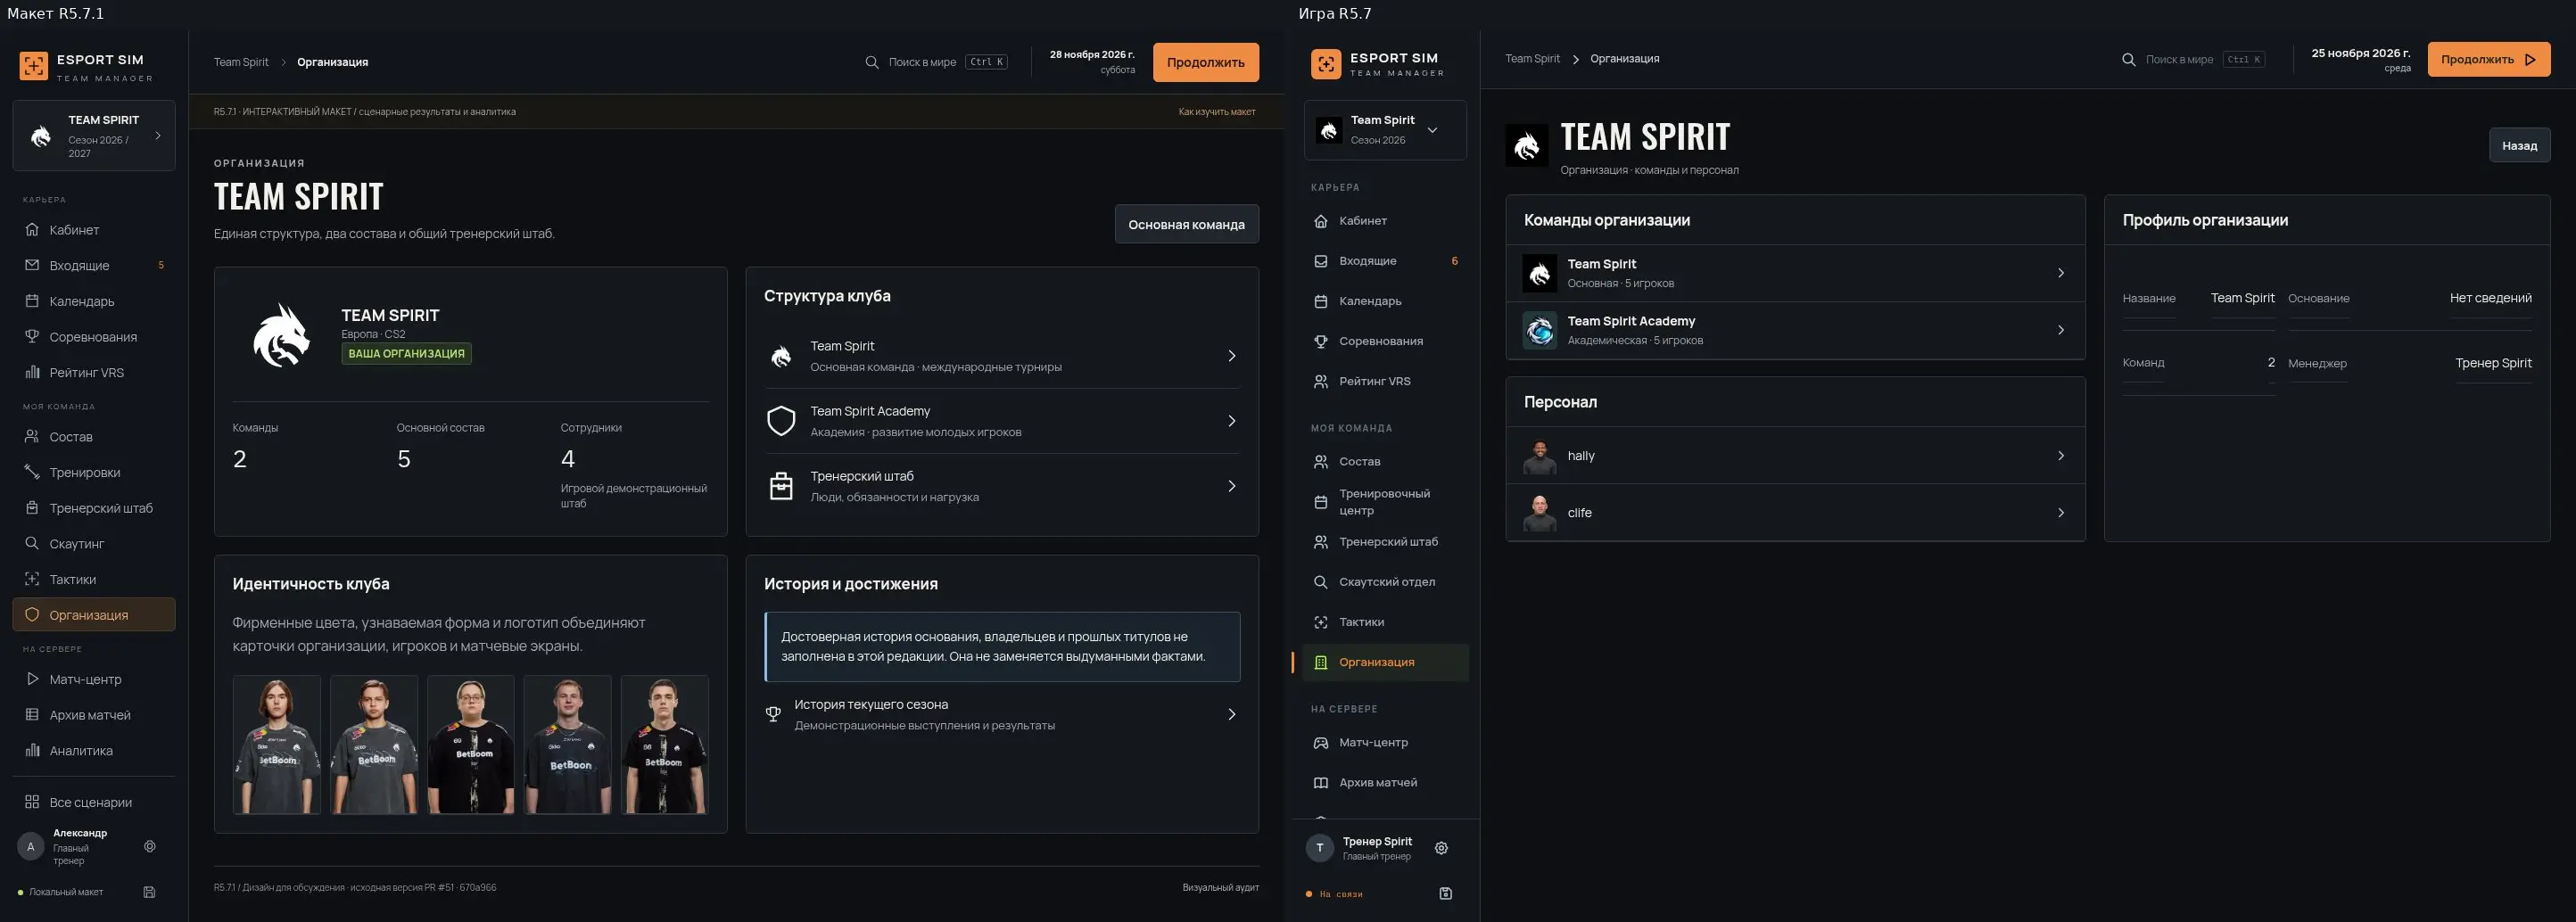 Макет R5.7.1
ESPORT SIM
TEAM MANAGER
TEAM SPIRIT
Сезон 2026 /
2027
КАРЬЕРА
Кабинет
Входящие 5
Календарь
Соревнования
Рейтинг VRS
МОЯ КОМАНДА
Состав
Тренировки
Тренерский штаб
Скаутинг
Тактики
Организация
НА СЕРВЕРЕ
Матч-центр
Архив матчей
Аналитика
Все сценарии
А
Александр
Главный
тренер
Локальный макет
Team Spirit > Организация
Поиск в мире Ctrl K
28 ноября 2026 г.
суббота
Продолжить
R5.7.1 · ИНТЕРАКТИВНЫЙ МАКЕТ / сценарные результаты и аналитика
Как изучить макет
ОРГАНИЗАЦИЯ
TEAM SPIRIT
Единая структура, два состава и общий тренерский штаб.
Основная команда
TEAM SPIRIT
Европа · CS2
ВАША ОРГАНИЗАЦИЯ
Команды
2
Основной состав
5
Сотрудники
4
Игровой демонстрационный
штаб
Структура клуба
Team Spirit
Основная команда · международные турниры
Team Spirit Academy
Академия · развитие молодых игроков
Тренерский штаб
Люди, обязанности и нагрузка
Идентичность клуба
Фирменные цвета, узнаваемая форма и логотип объединяют
карточки организации, игроков и матчевые экраны.
BetBoom
BetBoom
BetBoom
BetBoom
BetBoom
История и достижения
Достоверная история основания, владельцев и прошлых титулов не
заполнена в этой редакции. Она не заменяется выдуманными фактами.
История текущего сезона
Демонстрационные выступления и результаты
R5.7.1 / Дизайн для обсуждения · исходная версия PR #51 · 670a966
Визуальный аудит
Игра R5.7
ESPORT SIM
TEAM MANAGER
Team Spirit
Сезон 2026
КАРЬЕРА
Кабинет
Входящие 6
Календарь
Соревнования
Рейтинг VRS
МОЯ КОМАНДА
Состав
Тренировочный
центр
Тренерский штаб
Скаутский отдел
Тактики
Организация
НА СЕРВЕРЕ
Матч-центр
Архив матчей
Т
Тренер Spirit
Главный тренер
На связи
Team Spirit > Организация
Поиск в мире Ctrl K
25 ноября 2026 г.
среда
Продолжить
TEAM SPIRIT
Организация · команды и персонал
Назад
Команды организации
Team Spirit
Основная · 5 игроков
Team Spirit Academy
Академическая · 5 игроков
Персонал
hally
clife
Профиль организации
Название Team Spirit Основание Нет сведений
Команд 2 Менеджер Тренер Spirit